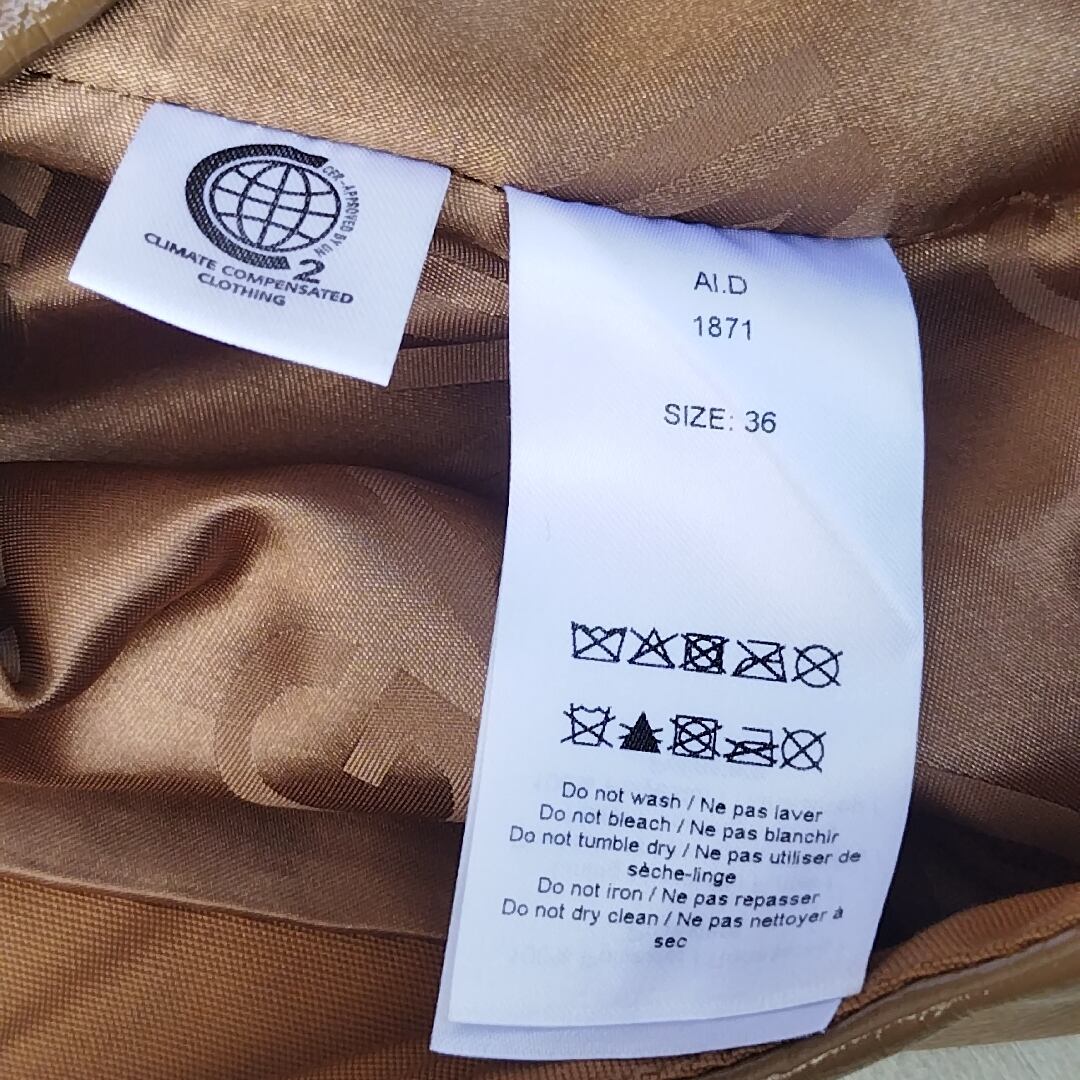 CER-APPROVED BY UN
2
CLIMATE COMPENSATED
CLOTHING
AI.D
1871
SIZE: 36
Do not wash / Ne pas laver
Do not bleach / Ne pas blanchir
Do not tumble dry / Ne pas utiliser de
sèche-linge
Do not iron / Ne pas repasser
Do not dry clean / Ne pas nettoyer à
sec